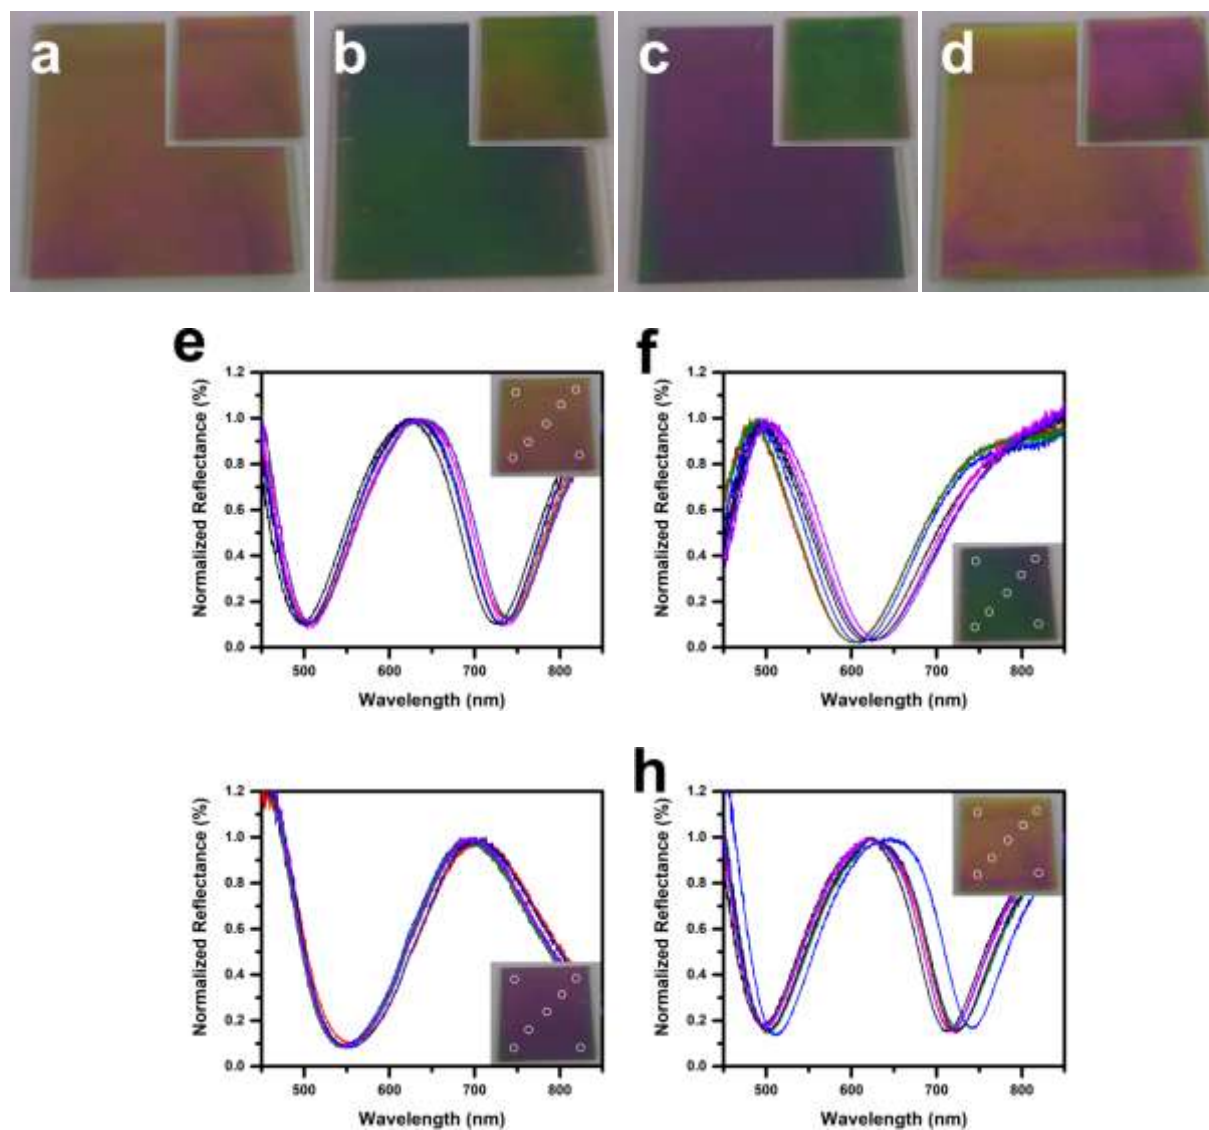 a b c d
e f
1.2 1.2
1.0 1.0
0.8 0.8
0.6 0.6
0.4 0.4
0.2 0.2
0.0 0.0
500 600 700 800 500 600 700 800
Normalized Reflectance (%) Normalized Reflectance (%)
Wavelength (nm) Wavelength (nm)
h
1.2 1.2
1.0 1.0
0.8 0.8
0.6 0.6
0.4 0.4
0.2 0.2
0.0 0.0
500 600 700 800 500 600 700 800
Normalized Reflectance (%) Normalized Reflectance (%)
Wavelength (nm) Wavelength (nm)